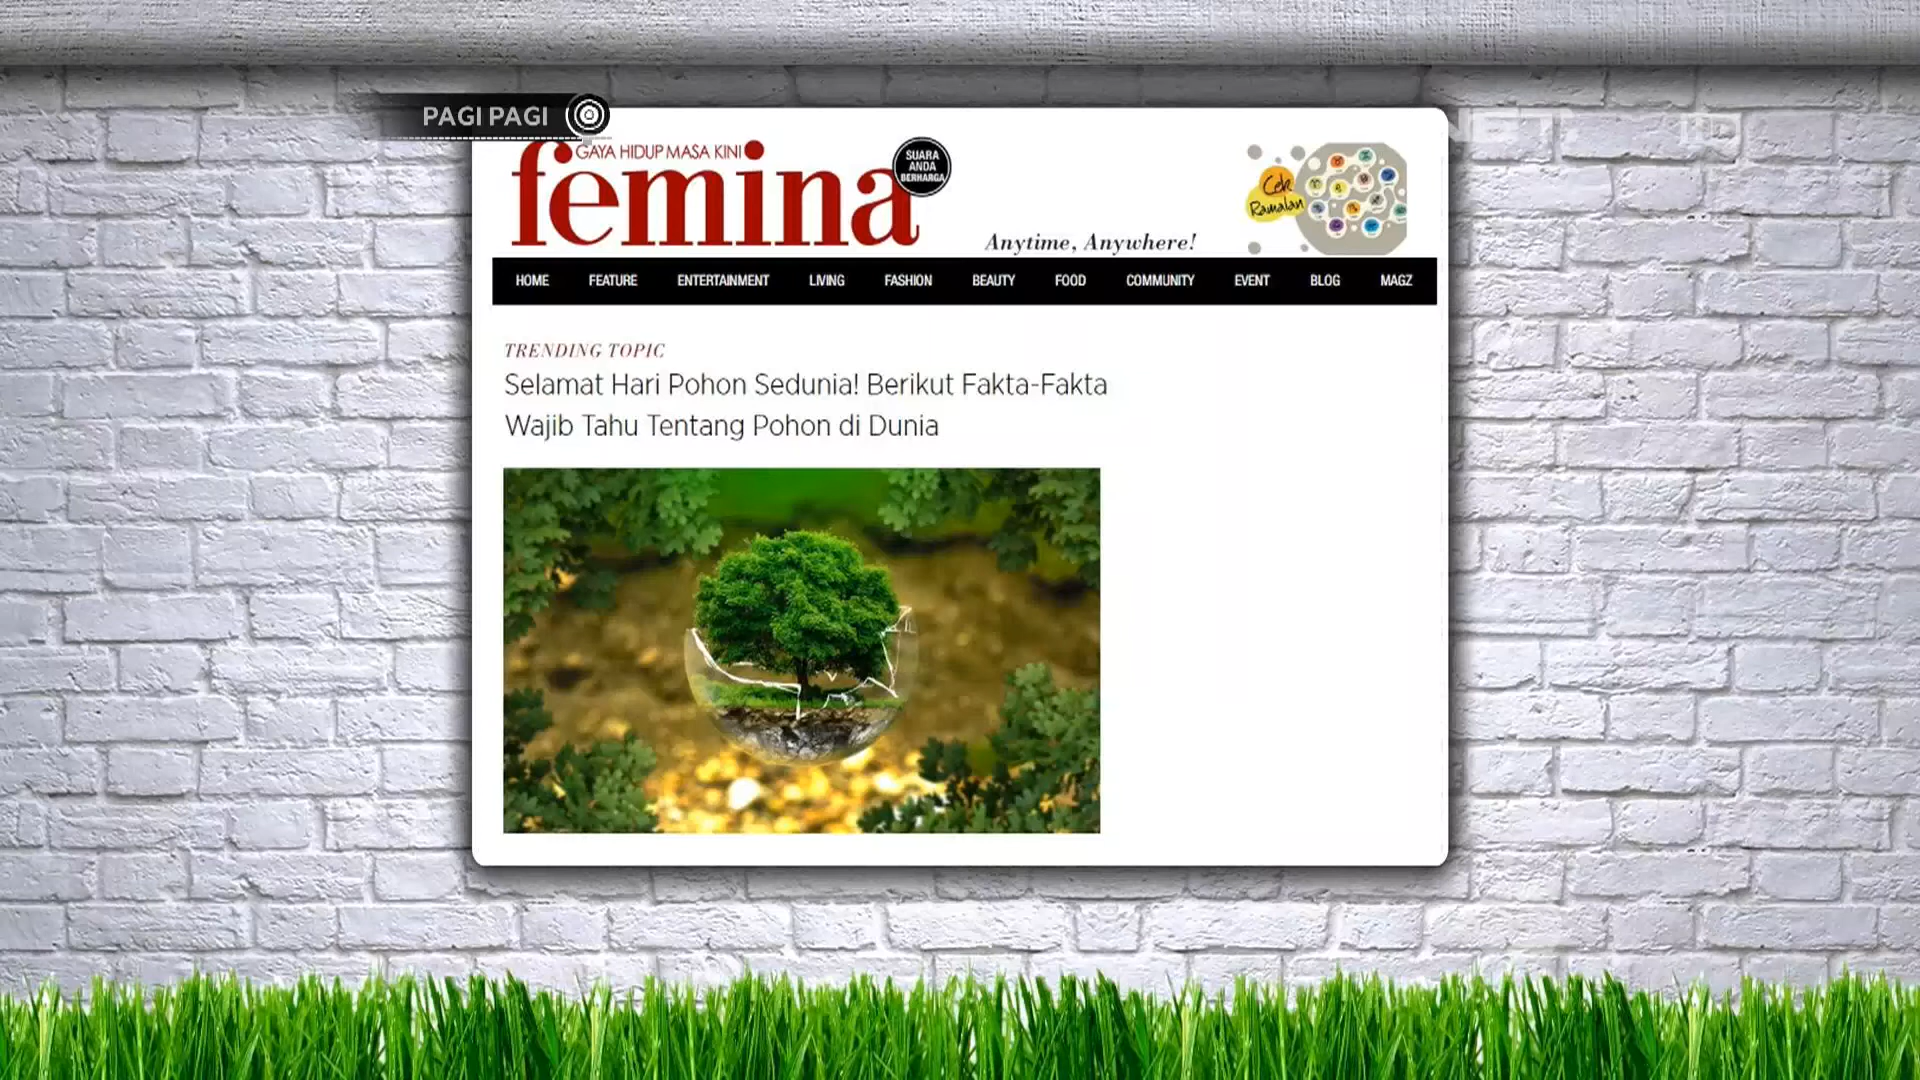 PAGI PAGI
NET.
HD
GAYA HIDUP MASA KINI
femina
SUARA
ANDA
BERHARGA
Anytime, Anywhere!
Cek
Ramalan
HOME FEATURE ENTERTAINMENT LIVING FASHION BEAUTY FOOD COMMUNITY EVENT BLOG MAGZ
TRENDING TOPIC
Selamat Hari Pohon Sedunia! Berikut Fakta-Fakta
Wajib Tahu Tentang Pohon di Dunia